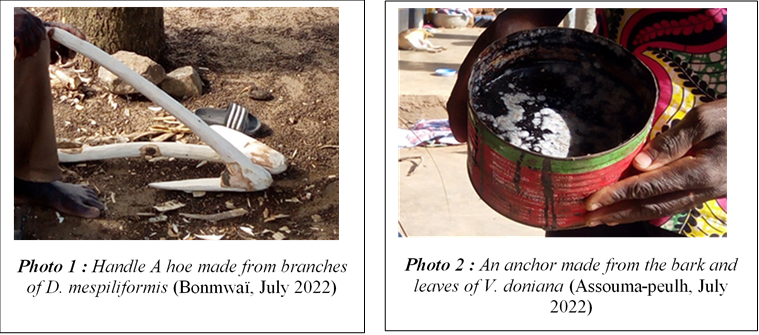 Photo 1 : Handle A hoe made from branches
of D. mespiliformis (Bonmwaï, July 2022)
Photo 2 : An anchor made from the bark and
leaves of V. doniana (Assouma-peulh, July
2022)